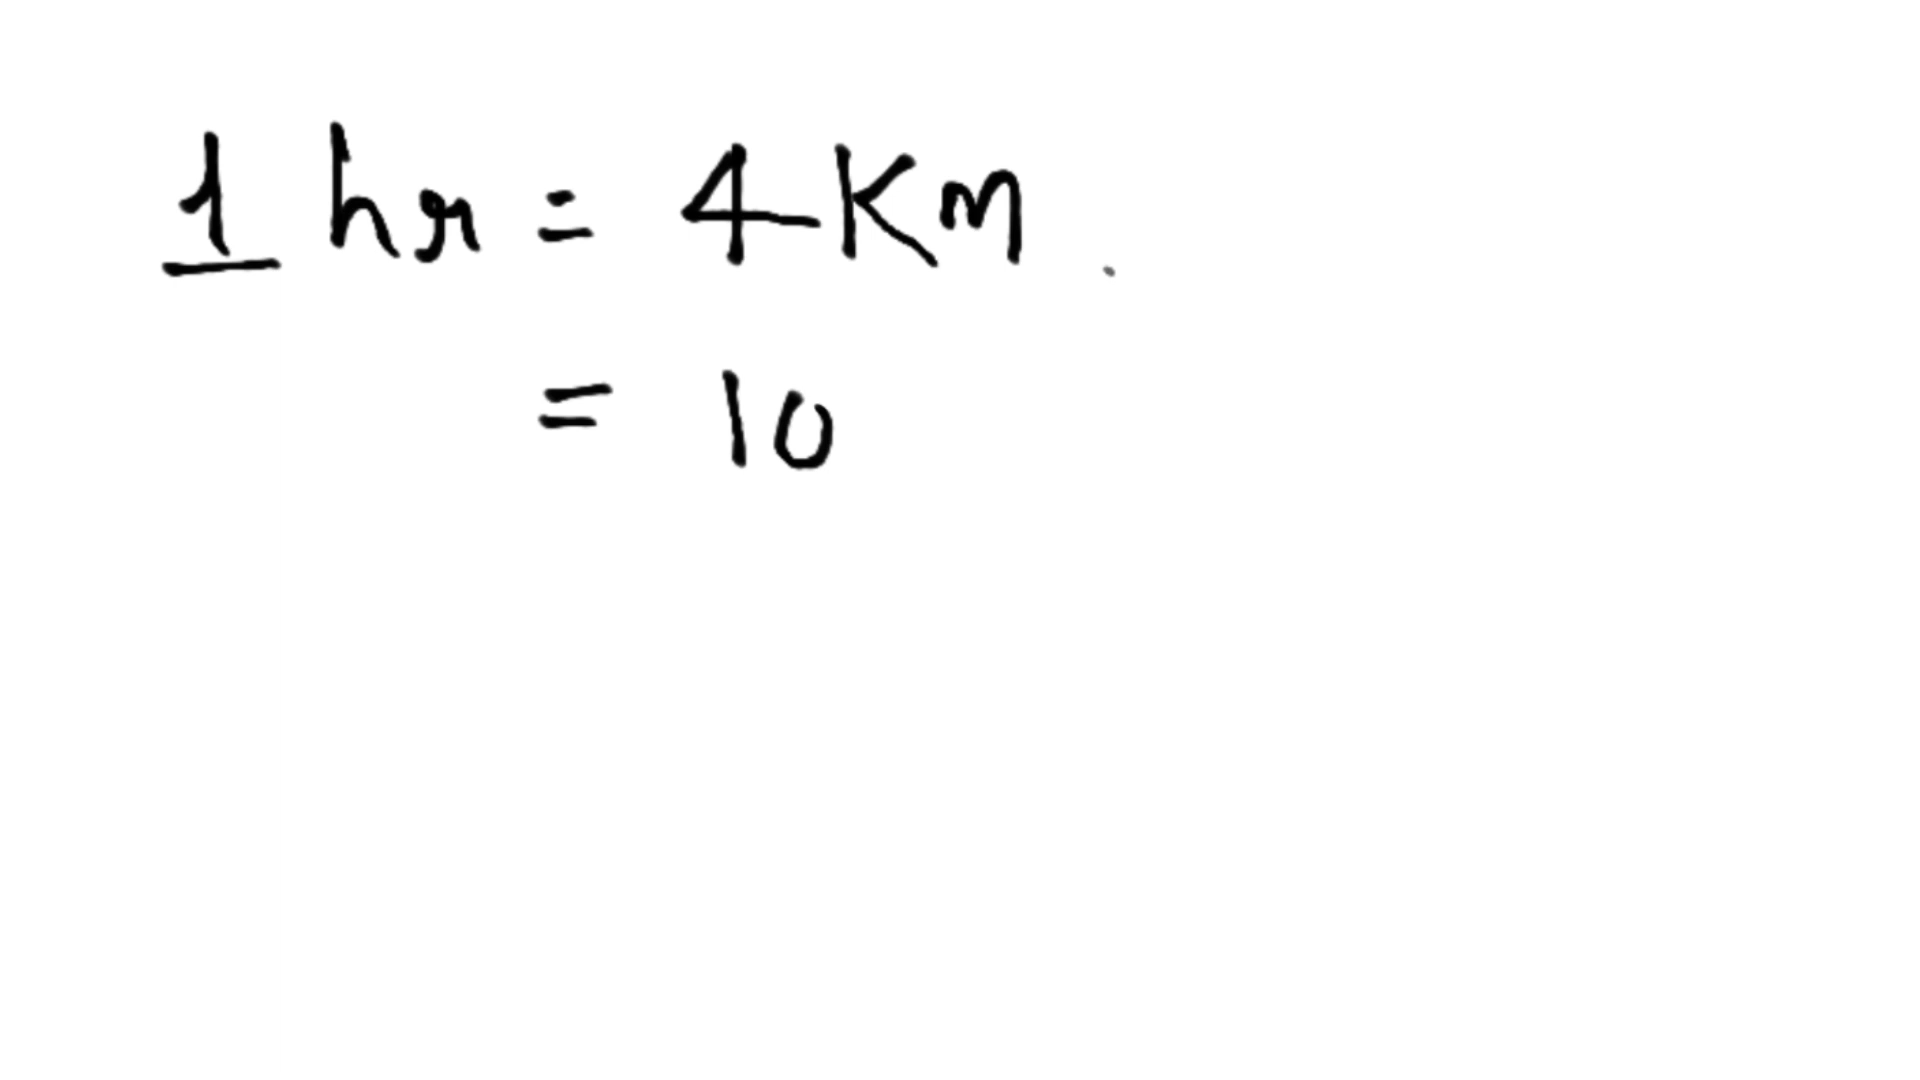 1 hr = 4 Km.
= 10